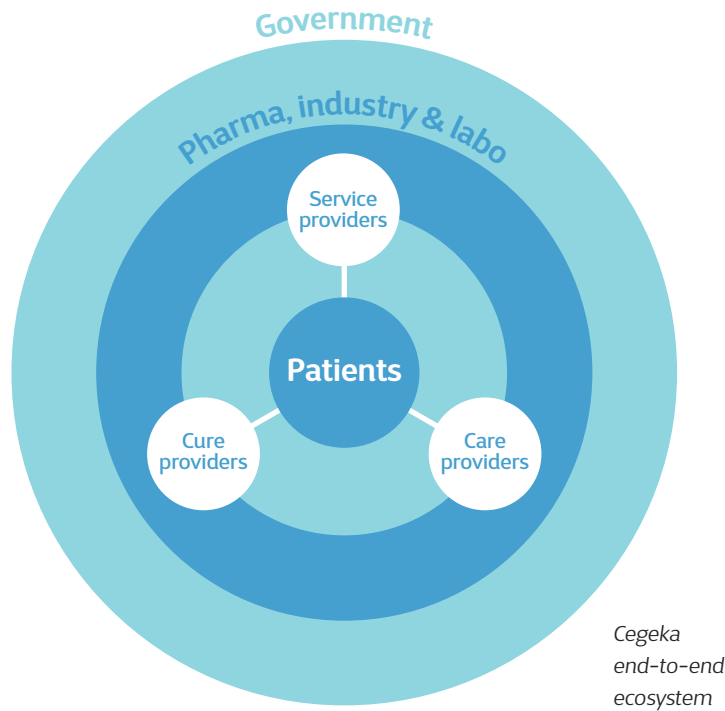 Government
Pharma, industry & labo
Service
providers
Patients
Cure
providers
Care
providers
Cegeka
end-to-end
ecosystem